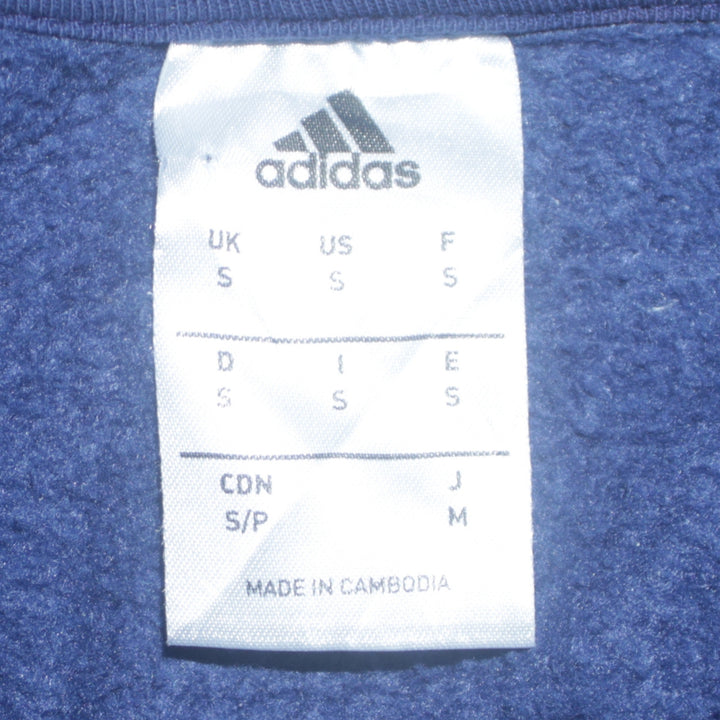 adidas
UK US F
S S S
D I E
S S S
CDN J
S/P M
MADE IN CAMBODIA